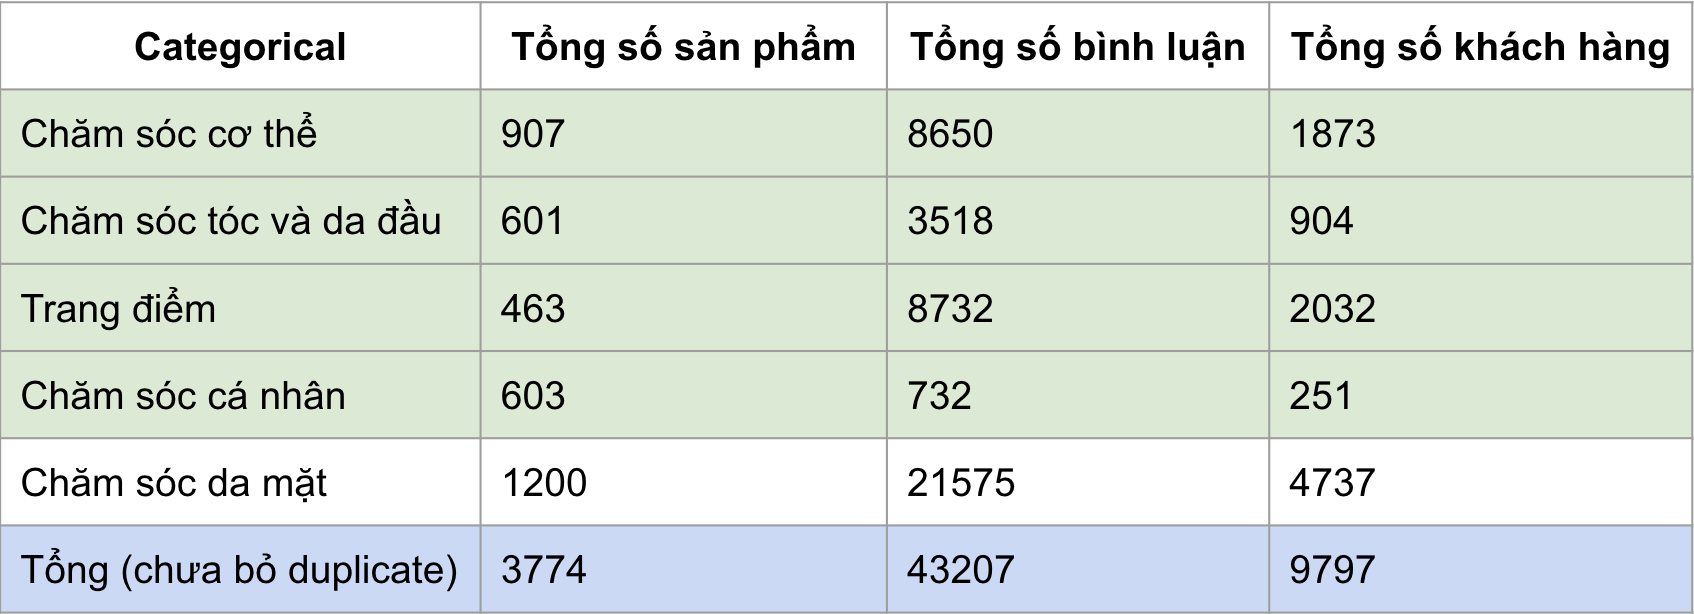 Categorical Tổng số sản phẩm Tổng số bình luận Tổng số khách hàng
Chăm sóc cơ thể 907 8650 1873
Chăm sóc tóc và da đầu 601 3518 904
Trang điểm 463 8732 2032
Chăm sóc cá nhân 603 732 251
Chăm sóc da mặt 1200 21575 4737
Tổng (chưa bỏ duplicate) 3774 43207 9797